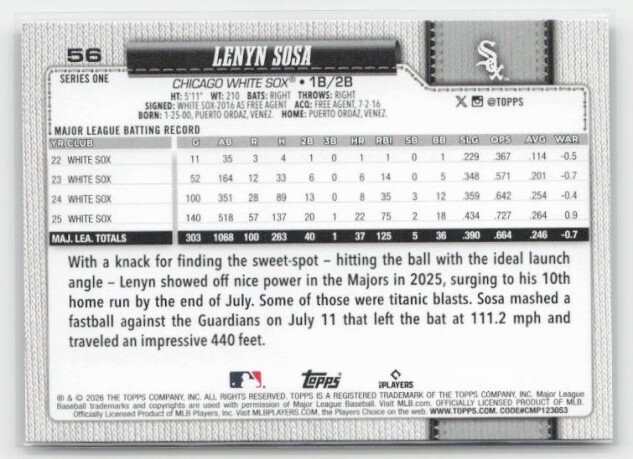 56
LENYN SOSA
Sox
SERIES ONE
CHICAGO WHITE SOX® • 1B/2B
HT: 5'11" WT: 210 BATS: RIGHT THROWS: RIGHT
SIGNED: WHITE SOX-2016 AS FREE AGENT ACQ: FREE AGENT, 7-2-16
BORN: 1-25-00, PUERTO ORDAZ, VENEZ. HOME: PUERTO ORDAZ, VENEZ.
@TOPPS
MAJOR LEAGUE BATTING RECORD
YR CLUB G AB R H 2B 3B HR RBI SB BB SLG OPS AVG WAR
22 WHITE SOX 11 35 3 4 1 0 1 1 0 1 .229 .367 .114 -0.5
23 WHITE SOX 52 164 12 33 6 0 6 14 0 5 .348 .571 .201 -0.7
24 WHITE SOX 100 351 28 89 13 0 8 35 3 12 .359 .642 .254 -0.4
25 WHITE SOX 140 518 57 137 20 1 22 75 2 18 .434 .727 .264 0.9
MAJ. LEA. TOTALS 303 1068 100 263 40 1 37 125 5 36 .390 .664 .246 -0.7
With a knack for finding the sweet-spot – hitting the ball with the ideal launch
angle – Lenyn showed off nice power in the Majors in 2025, surging to his 10th
home run by the end of July. Some of those were titanic blasts. Sosa mashed a
fastball against the Guardians on July 11 that left the bat at 111.2 mph and
traveled an impressive 440 feet.
Topps
PLAYERS
® & © 2026 THE TOPPS COMPANY, INC. ALL RIGHTS RESERVED. TOPPS IS A REGISTERED TRADEMARK OF THE TOPPS COMPANY, INC. Major League
Baseball trademarks and copyrights are used with permission of Major League Baseball. Visit MLB.com. OFFICIALLY LICENSED PRODUCT OF MLB.
Officially Licensed Product of MLB Players, Inc. Visit MLBPLAYERS.COM, the Players Choice on the web. WWW.TOPPS.COM. CODE#CMP123053